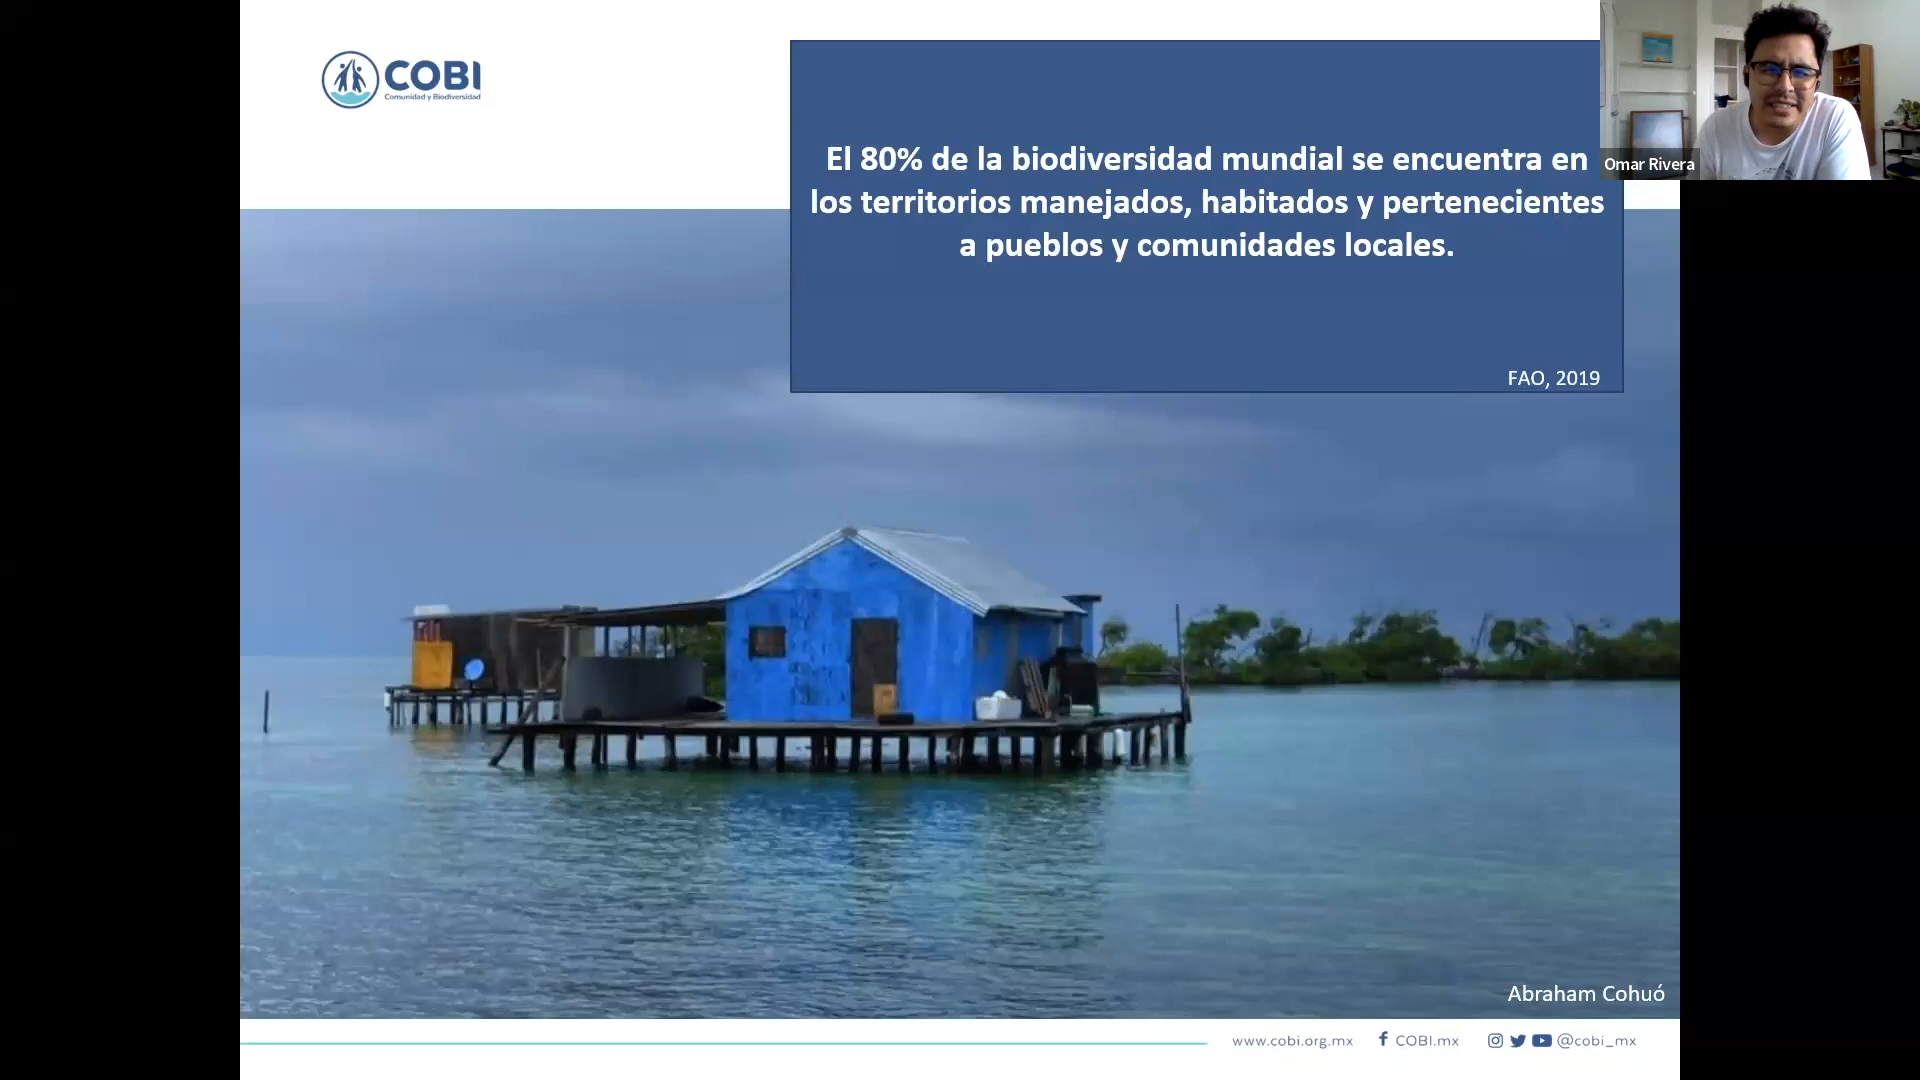 COBI
Comunidad y Biodiversidad
El 80% de la biodiversidad mundial se encuentra en
los territorios manejados, habitados y pertenecientes
a pueblos y comunidades locales.
FAO, 2019
Omar Rivera
Abraham Cohuó
www.cobi.org.mx
COBI.mx
@cobi_mx